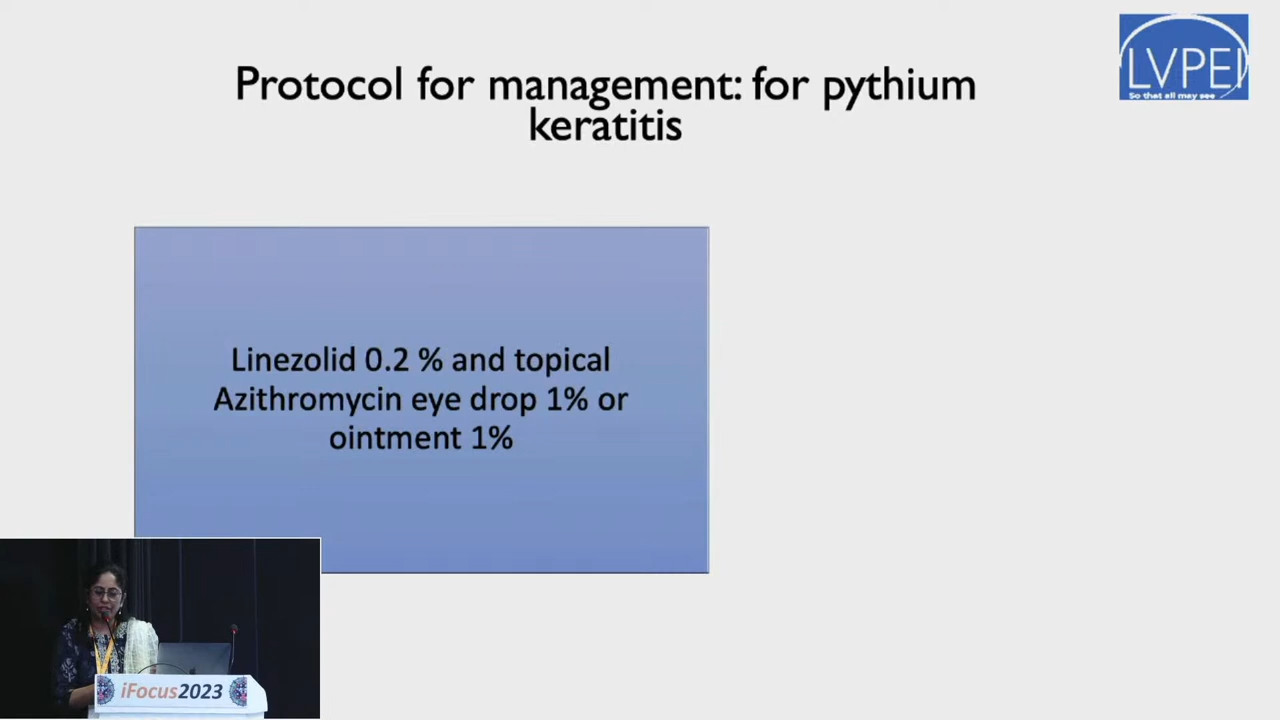 Protocol for management: for pythium
keratitis
LVPEI
So that all may see
Linezolid 0.2 % and topical
Azithromycin eye drop 1% or
ointment 1%
iFocus2023